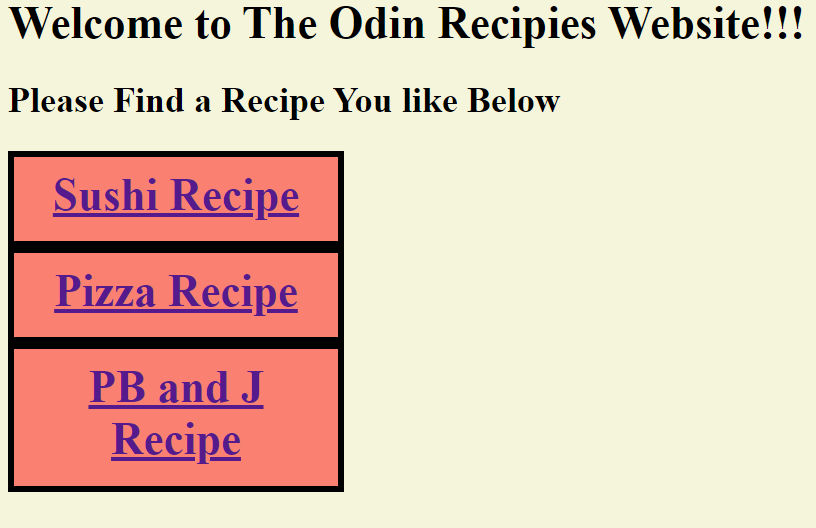 Welcome to The Odin Recipies Website!!!
Please Find a Recipe You like Below
Sushi Recipe
Pizza Recipe
PB and J
Recipe